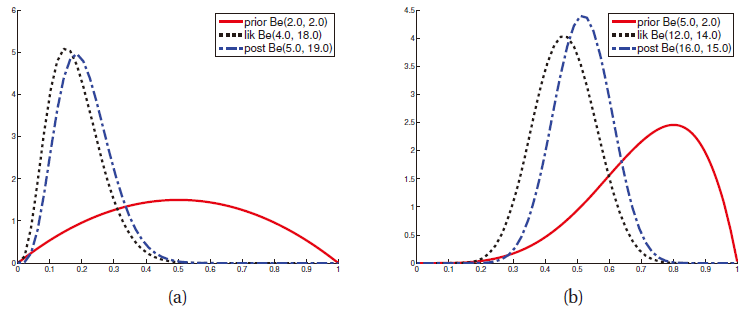 6
5
4
3
2
1
0
0 0.1 0.2 0.3 0.4 0.5 0.6 0.7 0.8 0.9 1
prior Be(2.0, 2.0)
lik Be(4.0, 18.0)
post Be(5.0, 19.0)
(a)
4.5
4
3.5
3
2.5
2
1.5
1
0.5
0
0 0.1 0.2 0.3 0.4 0.5 0.6 0.7 0.8 0.9 1
prior Be(5.0, 2.0)
lik Be(12.0, 14.0)
post Be(16.0, 15.0)
(b)